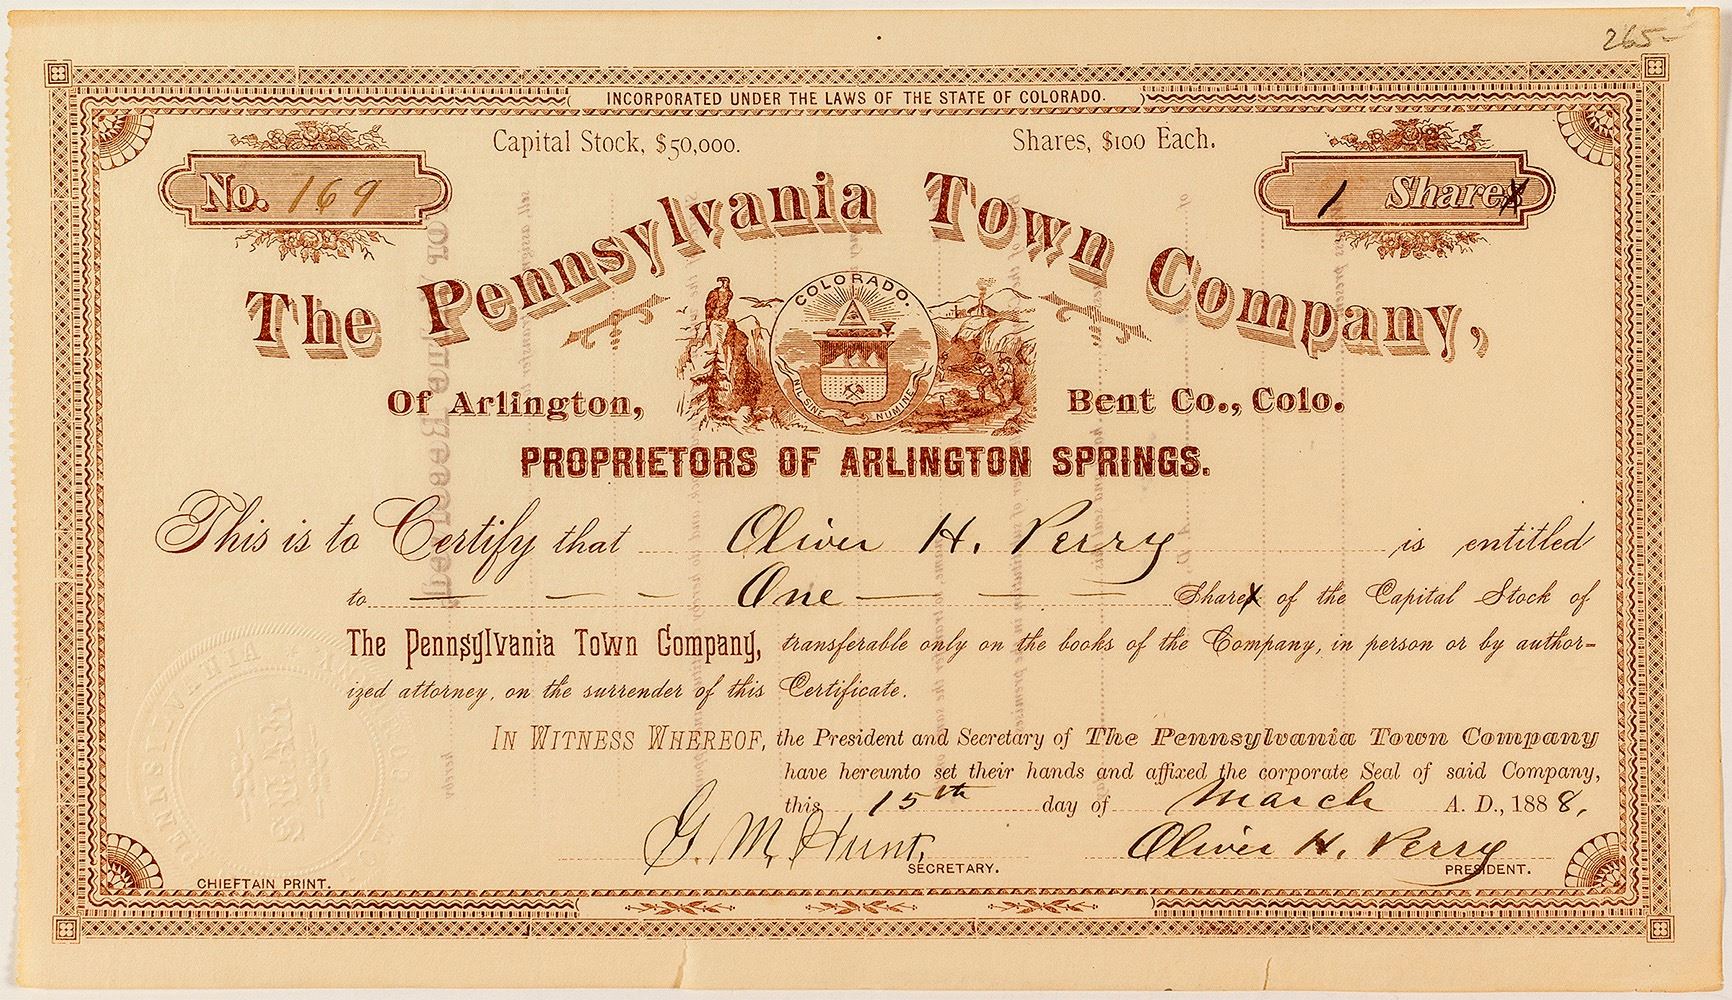 265-
INCORPORATED UNDER THE LAWS OF THE STATE OF COLORADO.
Capital Stock, $50,000. Shares, $100 Each.
No. 169
1 Shares
The Pennsylvania Town Company,
COLORADO.
NIL SINE NUMINE
Of Arlington, Bent Co., Colo.
PROPRIETORS OF ARLINGTON SPRINGS.
This is to Certify that Oliver H. Perry is entitled
to One Shares of the Capital Stock of
The Pennsylvania Town Company, transferable only on the books of the Company, in person or by author-
ized attorney, on the surrender of this Certificate.
IN WITNESS WHEREOF, the President and Secretary of The Pennsylvania Town Company
have hereunto set their hands and affixed the corporate Seal of said Company,
this 15th day of March A. D., 1888,
G. M. Hunt, Oliver H. Perry
SECRETARY. PRESIDENT.
CHIEFTAIN PRINT.